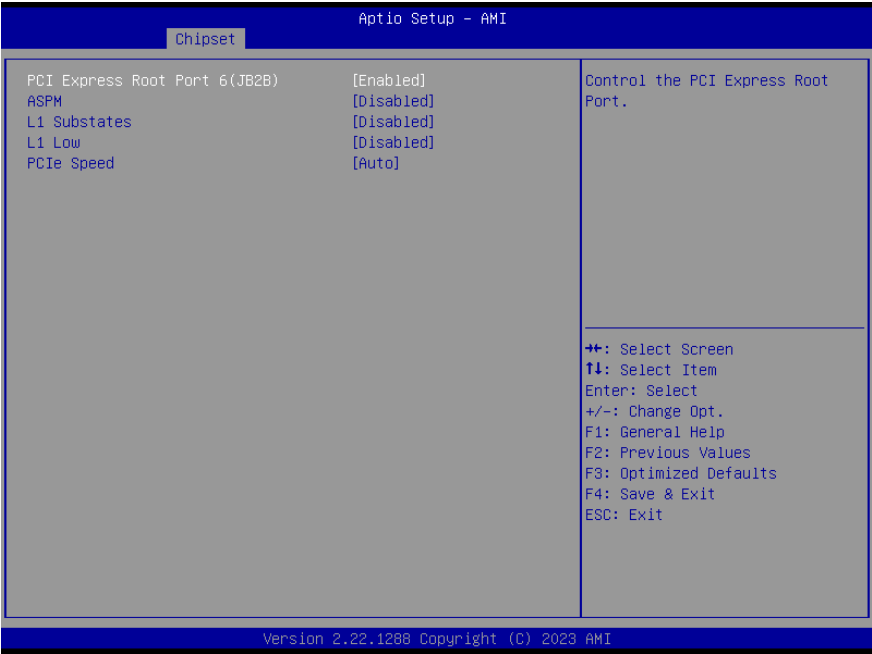 Aptio Setup – AMI
Chipset
PCI Express Root Port 6(JB2B) [Enabled]
ASPM [Disabled]
L1 Substates [Disabled]
L1 Low [Disabled]
PCIe Speed [Auto]
Control the PCI Express Root
Port.
→←: Select Screen
↑↓: Select Item
Enter: Select
+/-: Change Opt.
F1: General Help
F2: Previous Values
F3: Optimized Defaults
F4: Save & Exit
ESC: Exit
Version 2.22.1288 Copyright (C) 2023 AMI